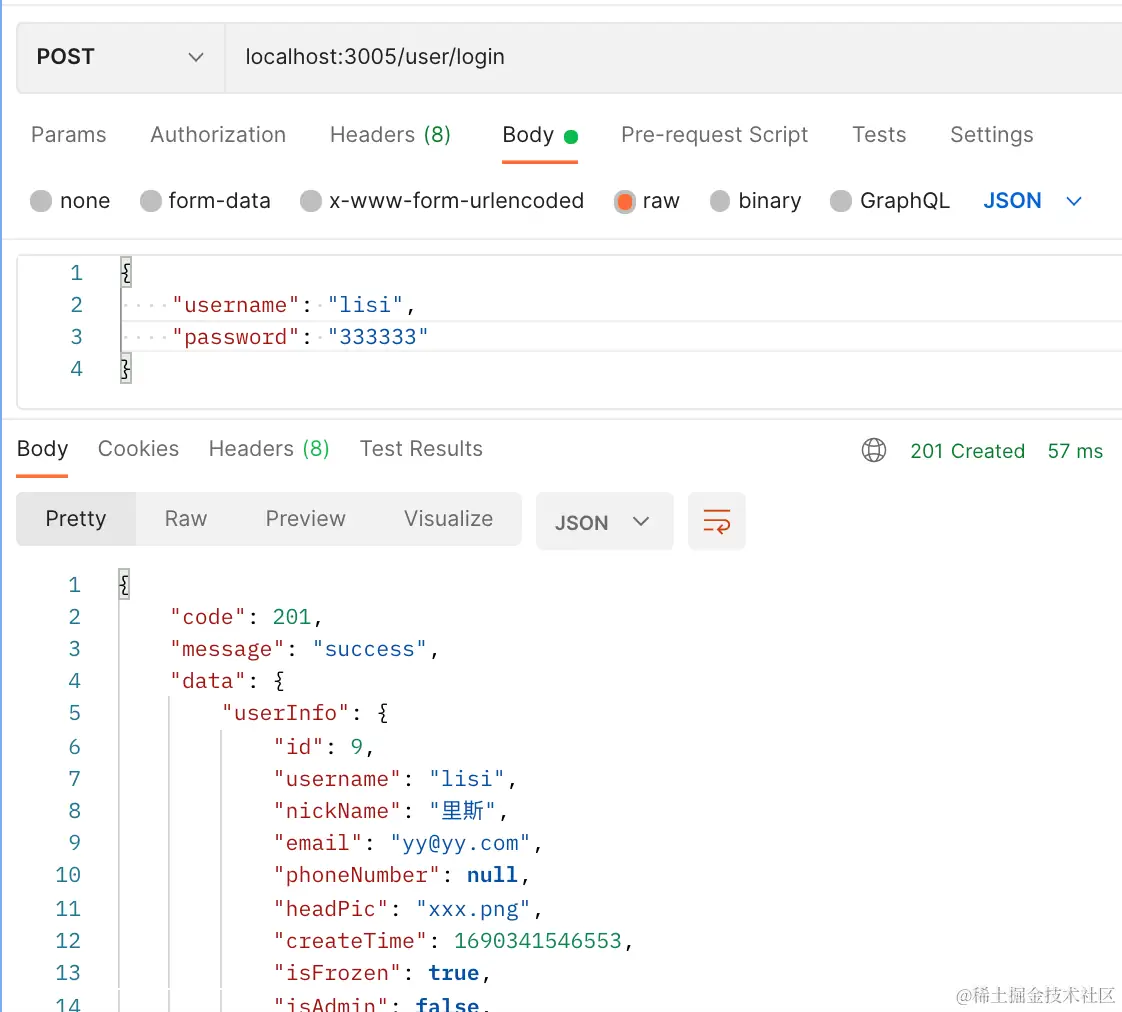 POST localhost:3005/user/login
Params Authorization Headers (8) Body Pre-request Script Tests Settings
none form-data x-www-form-urlencoded raw binary GraphQL JSON
1 {
2 "username": "lisi",
3 "password": "333333"
4 }
Body Cookies Headers (8) Test Results 201 Created 57 ms
Pretty Raw Preview Visualize JSON
1 {
2 "code": 201,
3 "message": "success",
4 "data": {
5 "userInfo": {
6 "id": 9,
7 "username": "lisi",
8 "nickName": "里斯",
9 "email": "yy@yy.com",
10 "phoneNumber": null,
11 "headPic": "xxx.png",
12 "createTime": 1690341546553,
13 "isFrozen": true,
14 "isAdmin": false,
@稀土掘金技术社区